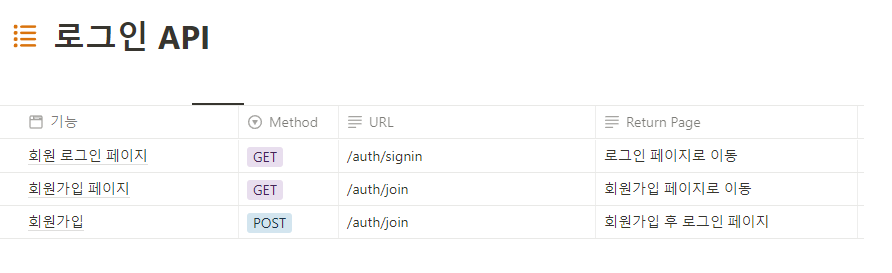 로그인 API
기능 Method URL Return Page
회원 로그인 페이지 GET /auth/signin 로그인 페이지로 이동
회원가입 페이지 GET /auth/join 회원가입 페이지로 이동
회원가입 POST /auth/join 회원가입 후 로그인 페이지